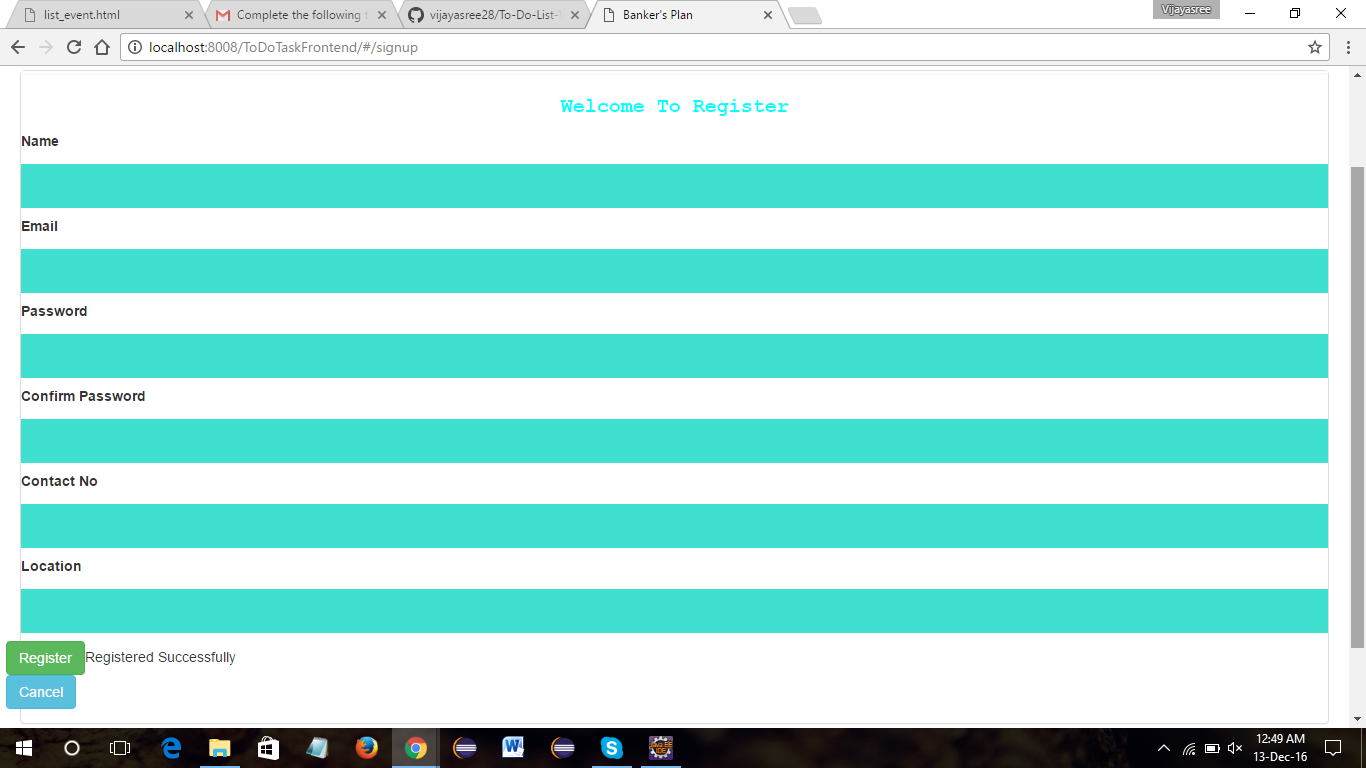 Vijayasree
list_event.html
Complete the following
vijayasree28/To-Do-List-
Banker's Plan
localhost:8008/ToDoTaskFrontend/#/signup
Welcome To Register
Name
Email
Password
Confirm Password
Contact No
Location
Register Registered Successfully
Cancel
12:49 AM
13-Dec-16